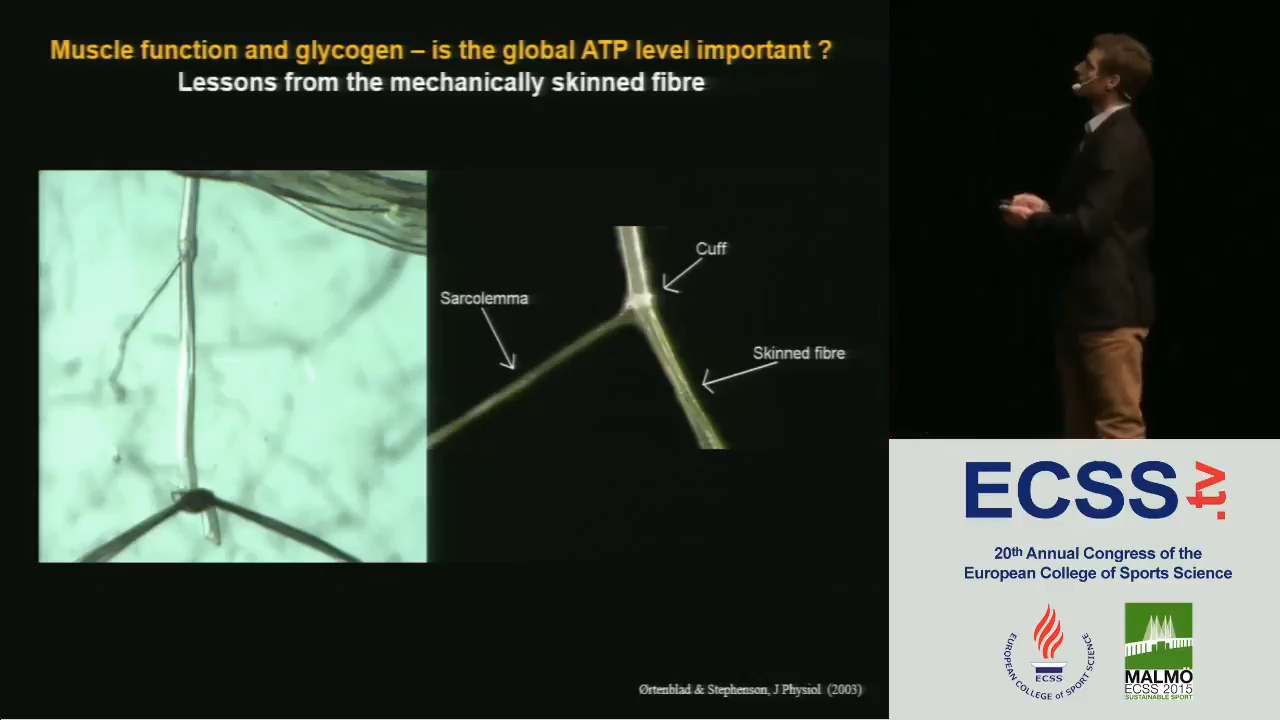 Muscle function and glycogen – is the global ATP level important ?
Lessons from the mechanically skinned fibre
Cuff
Sarcolemma
Skinned fibre
Ørtenblad & Stephenson, J Physiol (2003)
ECSS.tv
20th Annual Congress of the
European College of Sports Science
EUROPEAN COLLEGE OF SPORT SCIENCE
ECSS
MALMÖ
ECSS 2015
SUSTAINABLE SPORT